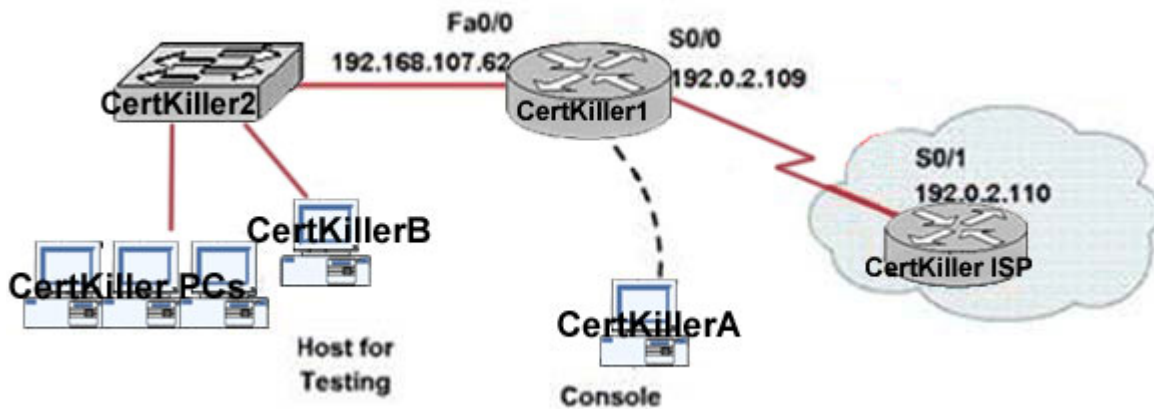 Fa0/0
192.168.107.62
S0/0
192.0.2.109
CertKiller2
CertKiller1
S0/1
192.0.2.110
CertKiller ISP
CertKillerB
CertKiller PCs
CertKillerA
Host for
Testing
Console